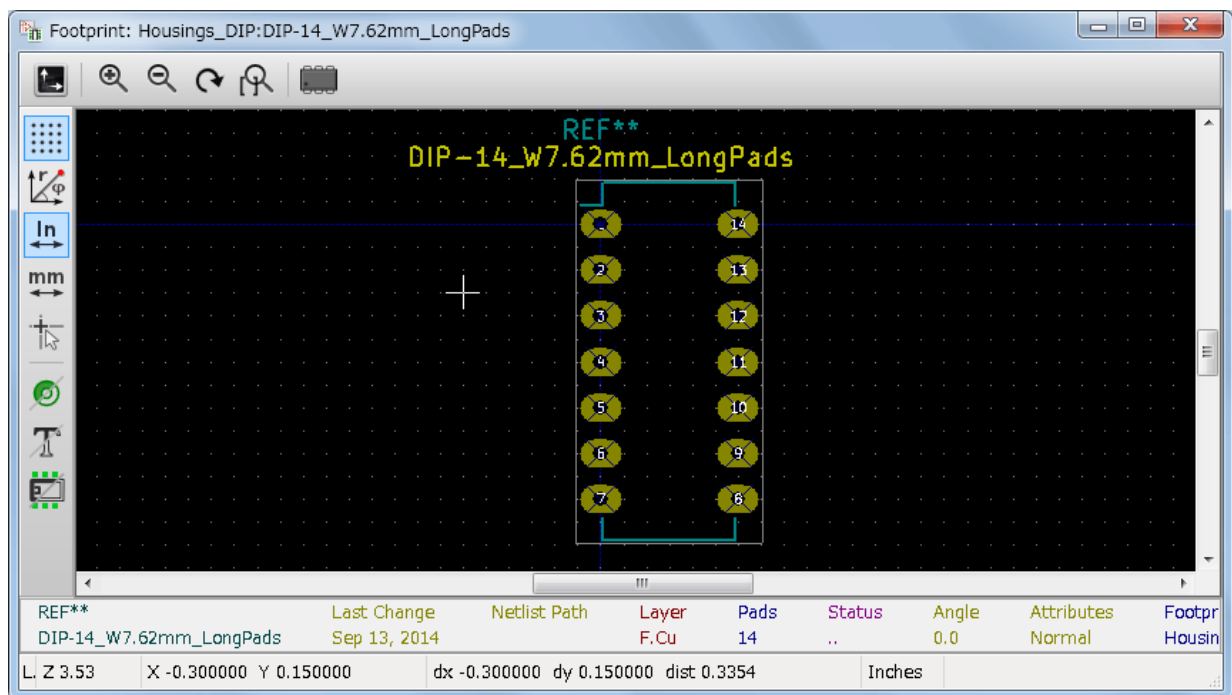 Footprint: Housings_DIP:DIP-14_W7.62mm_LongPads
REF**
DIP-14_W7.62mm_LongPads
In
mm
1 14
2 13
3 12
4 11
5 10
6 9
7 8
REF** Last Change Netlist Path Layer Pads Status Angle Attributes Footpr
DIP-14_W7.62mm_LongPads Sep 13, 2014 F.Cu 14 .. 0.0 Normal Housin
L. Z 3.53 X -0.300000 Y 0.150000 dx -0.300000 dy 0.150000 dist 0.3354 Inches